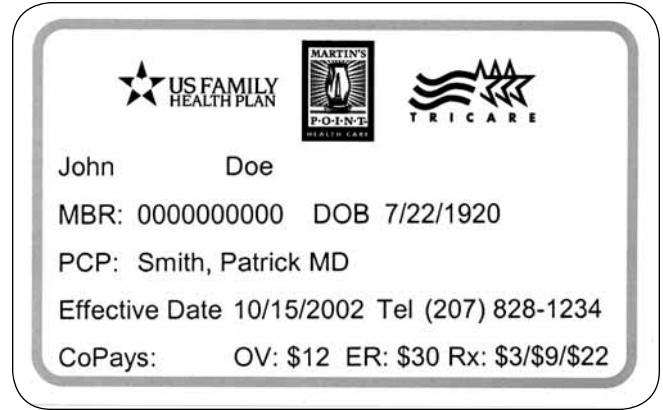 US FAMILY
HEALTH PLAN
MARTIN'S
P·O·I·N·T
HEALTH CARE
TRICARE
John Doe
MBR: 0000000000 DOB 7/22/1920
PCP: Smith, Patrick MD
Effective Date 10/15/2002 Tel (207) 828-1234
CoPays: OV: $12 ER: $30 Rx: $3/$9/$22